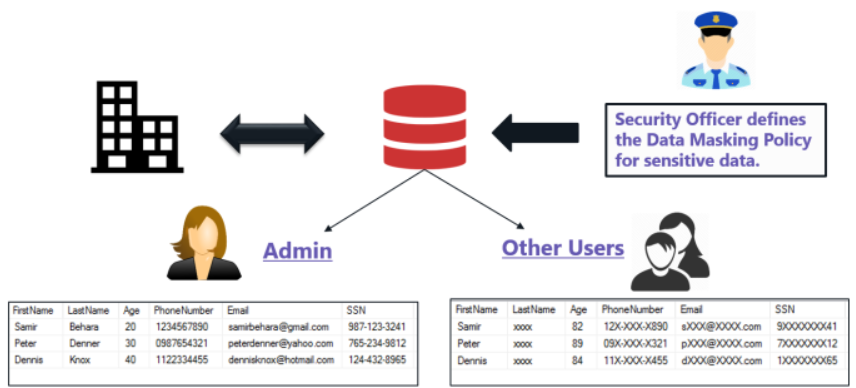 Security Officer defines
the Data Masking Policy
for sensitive data.
Admin
Other Users
FirstName LastName Age PhoneNumber Email SSN
Samir Behara 20 1234567890 samirbehara@gmail.com 987-123-3241
Peter Denner 30 0987654321 peterdenner@yahoo.com 765-234-9812
Dennis Knox 40 1122334455 dennisknox@hotmail.com 124-432-8965
FirstName LastName Age PhoneNumber Email SSN
Samir xxxx 82 12X-XXX-X890 sXXX@XXXX.com 9XXXXXXX41
Peter xxxx 89 09X-XXX-X321 pXXX@XXXX.com 7XXXXXXX12
Dennis xxxx 84 11X-XXX-X455 dXXX@XXXX.com 1XXXXXXX65